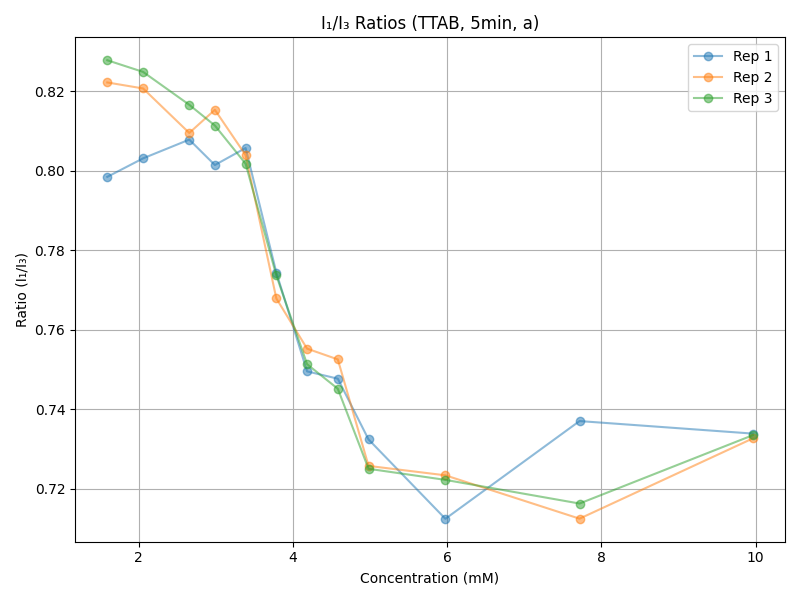 I₁/I₃ Ratios (TTAB, 5min, a)
Rep 1
Rep 2
Rep 3
Ratio (I₁/I₃)
0.82
0.80
0.78
0.76
0.74
0.72
2 4 6 8 10
Concentration (mM)